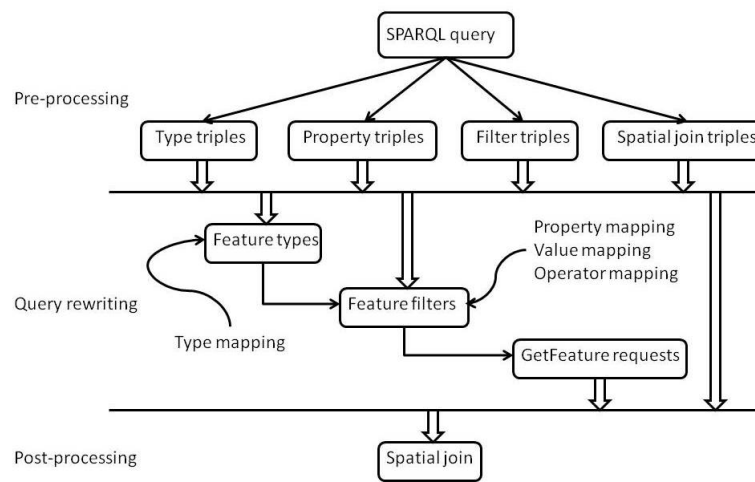 SPARQL query
Pre-processing
Type triples
Property triples
Filter triples
Spatial join triples
Feature types
Property mapping
Value mapping
Operator mapping
Query rewriting
Feature filters
Type mapping
GetFeature requests
Post-processing
Spatial join